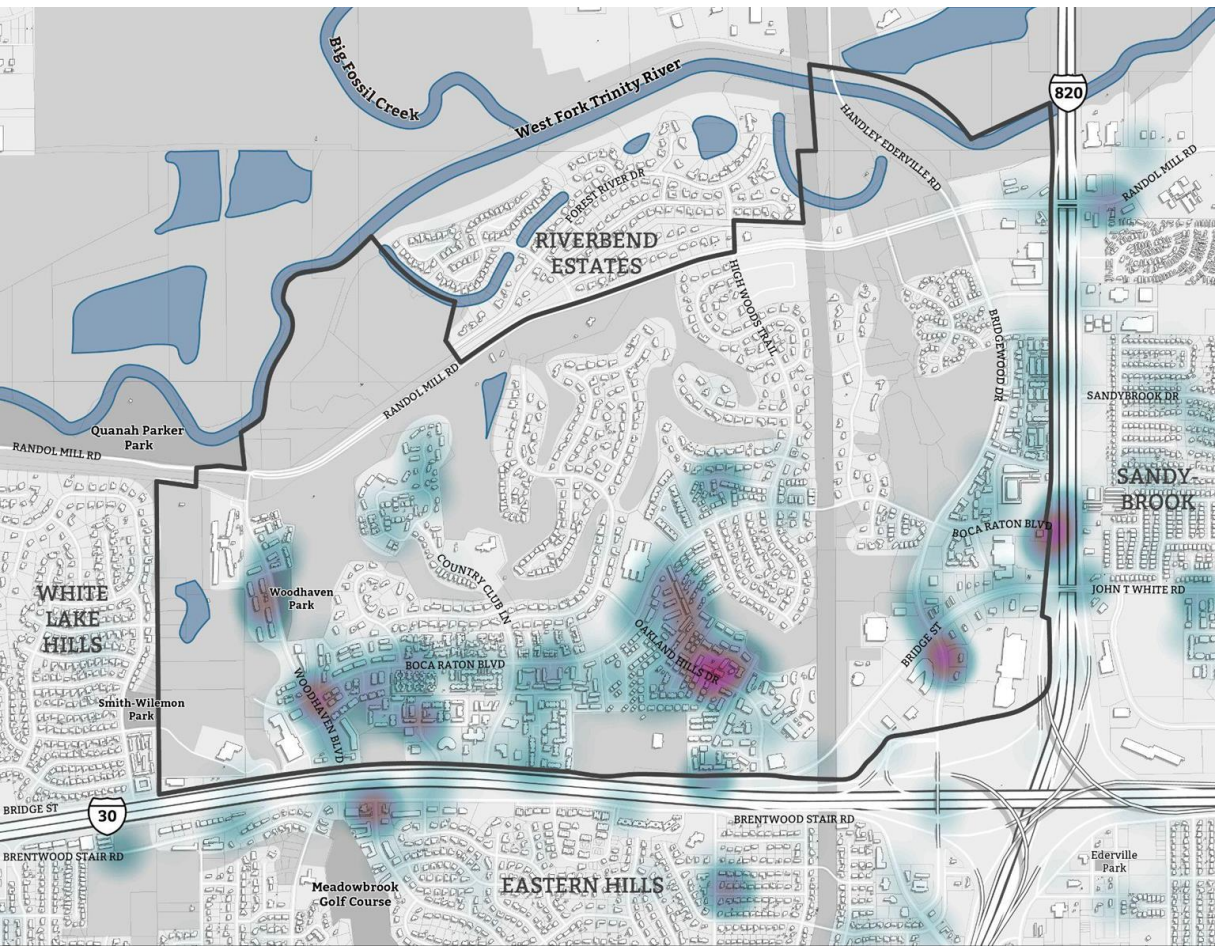 Big Fossil Creek
West Fork Trinity River
820
HANDLEY EDERVILLE RD
RANDOL MILL RD
FOREST RIVER DR
RIVERBEND
ESTATES
HIGH WOODS TRAIL
BRIDGEWOOD DR
RANDOL MILL RD
SANDYBROOK DR
Quanah Parker
Park
RANDOL MILL RD
SANDY-
BROOK
BOCA RATON BLVD
COUNTRY CLUB LN
JOHN T WHITE RD
WHITE
LAKE
HILLS
Woodhaven
Park
OAKLAND HILLS DR
BRIDGE ST
BOCA RATON BLVD
WOODHAVEN BLVD
Smith-Wilemon
Park
BRIDGE ST
30
BRENTWOOD STAIR RD
BRENTWOOD STAIR RD
Ederville
Park
Meadowbrook
Golf Course
EASTERN HILLS